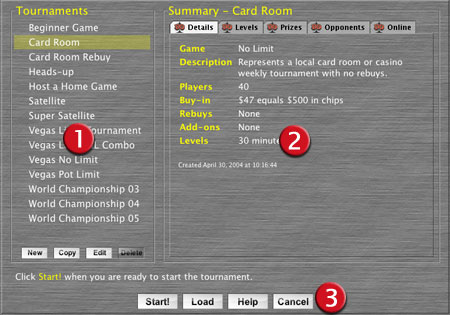 Tournaments
Beginner Game
Card Room
Card Room Rebuy
Heads-up
Host a Home Game
Satellite
Super Satellite
Vegas L Tournament
Vegas L L Combo
Vegas No Limit
Vegas Pot Limit
World Championship 03
World Championship 04
World Championship 05
New Copy Edit Delete
1
Summary - Card Room
Details Levels Prizes Opponents Online
Game No Limit
Description Represents a local card room or casino
weekly tournament with no rebuys.
Players 40
Buy-in $47 equals $500 in chips
Rebuys None
Add-ons None
Levels 30 minute
2
Created April 30, 2004 at 10:16:44
Click Start! when you are ready to start the tournament.
Start! Load Help Cancel
3